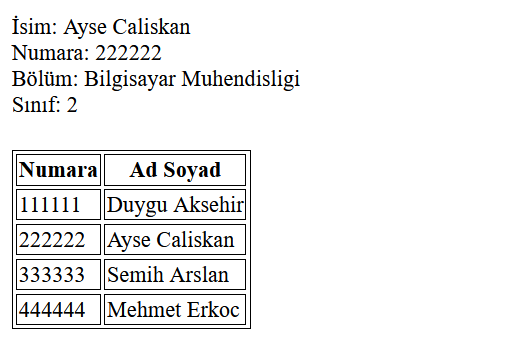 İsim: Ayse Caliskan
Numara: 222222
Bölüm: Bilgisayar Muhendisligi
Sınıf: 2
Numara Ad Soyad
111111 Duygu Aksehir
222222 Ayse Caliskan
333333 Semih Arslan
444444 Mehmet Erkoc